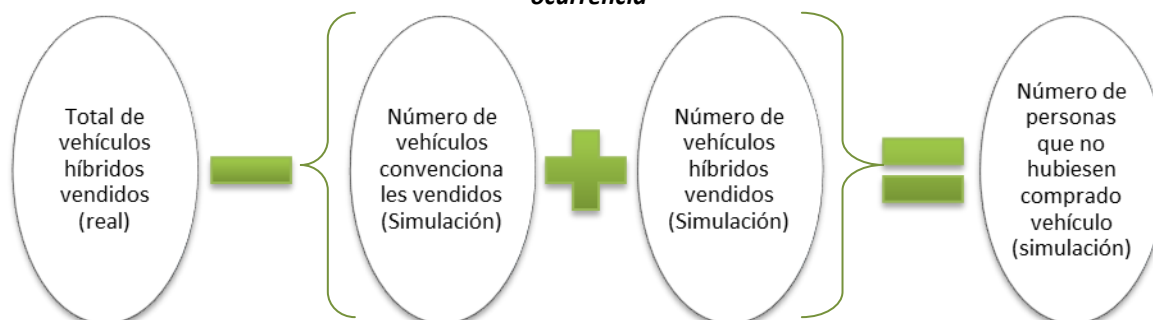 ocurrencia
Total de
vehículos
híbridos
vendidos
(real)
Número de
vehículos
convenciona
les vendidos
(Simulación)
Número de
vehículos
híbridos
vendidos
(Simulación)
Número de
personas
que no
hubiesen
comprado
vehículo
(simulación)